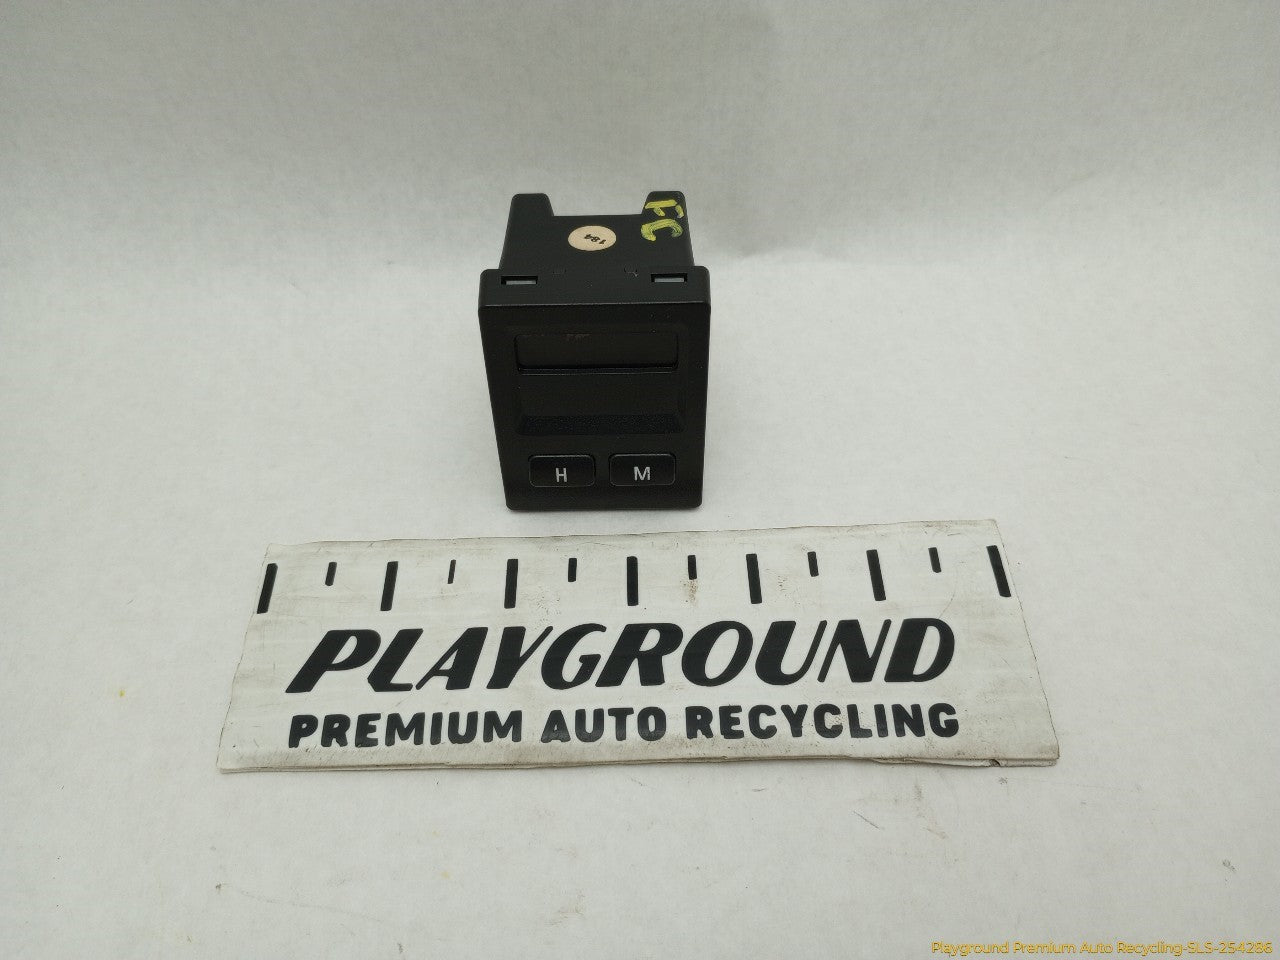 184
FC
H M
PLAYGROUND
PREMIUM AUTO RECYCLING
Playground Premium Auto Recycling-SLS-254286